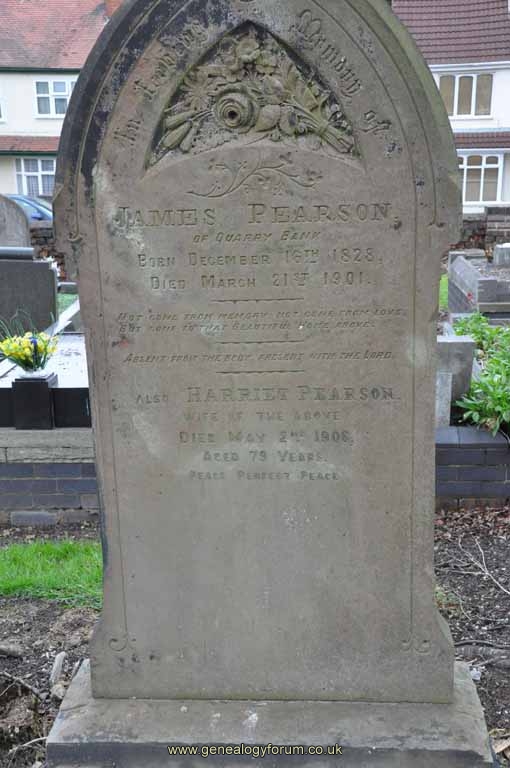 In Loving Memory of
JAMES PEARSON,
OF QUARRY BANK
BORN DECEMBER 16TH 1828,
DIED MARCH 21ST 1901.
NOT GONE FROM MEMORY, NOT GONE FROM LOVE,
BUT GONE TO THAT BEAUTIFUL HOME ABOVE.
ABSENT FROM THE BODY, PRESENT WITH THE LORD.
ALSO HARRIET PEARSON,
WIFE OF THE ABOVE
DIED MAY 2ND 1906,
AGED 79 YEARS.
PEACE PERFECT PEACE
www.genealogyforum.co.uk